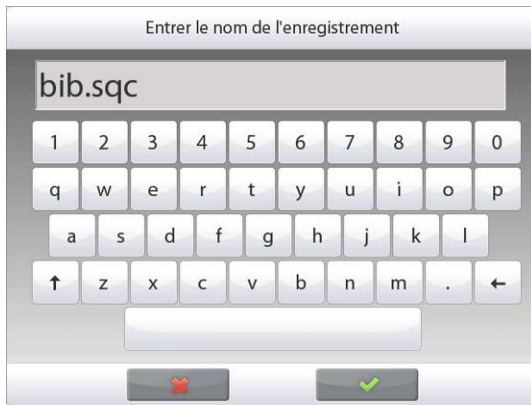 Entrer le nom de l'enregistrement
bib.sqc
1 2 3 4 5 6 7 8 9 0
q w e r t y u i o p
a s d f g h j k l
↑ z x c v b n m . ←